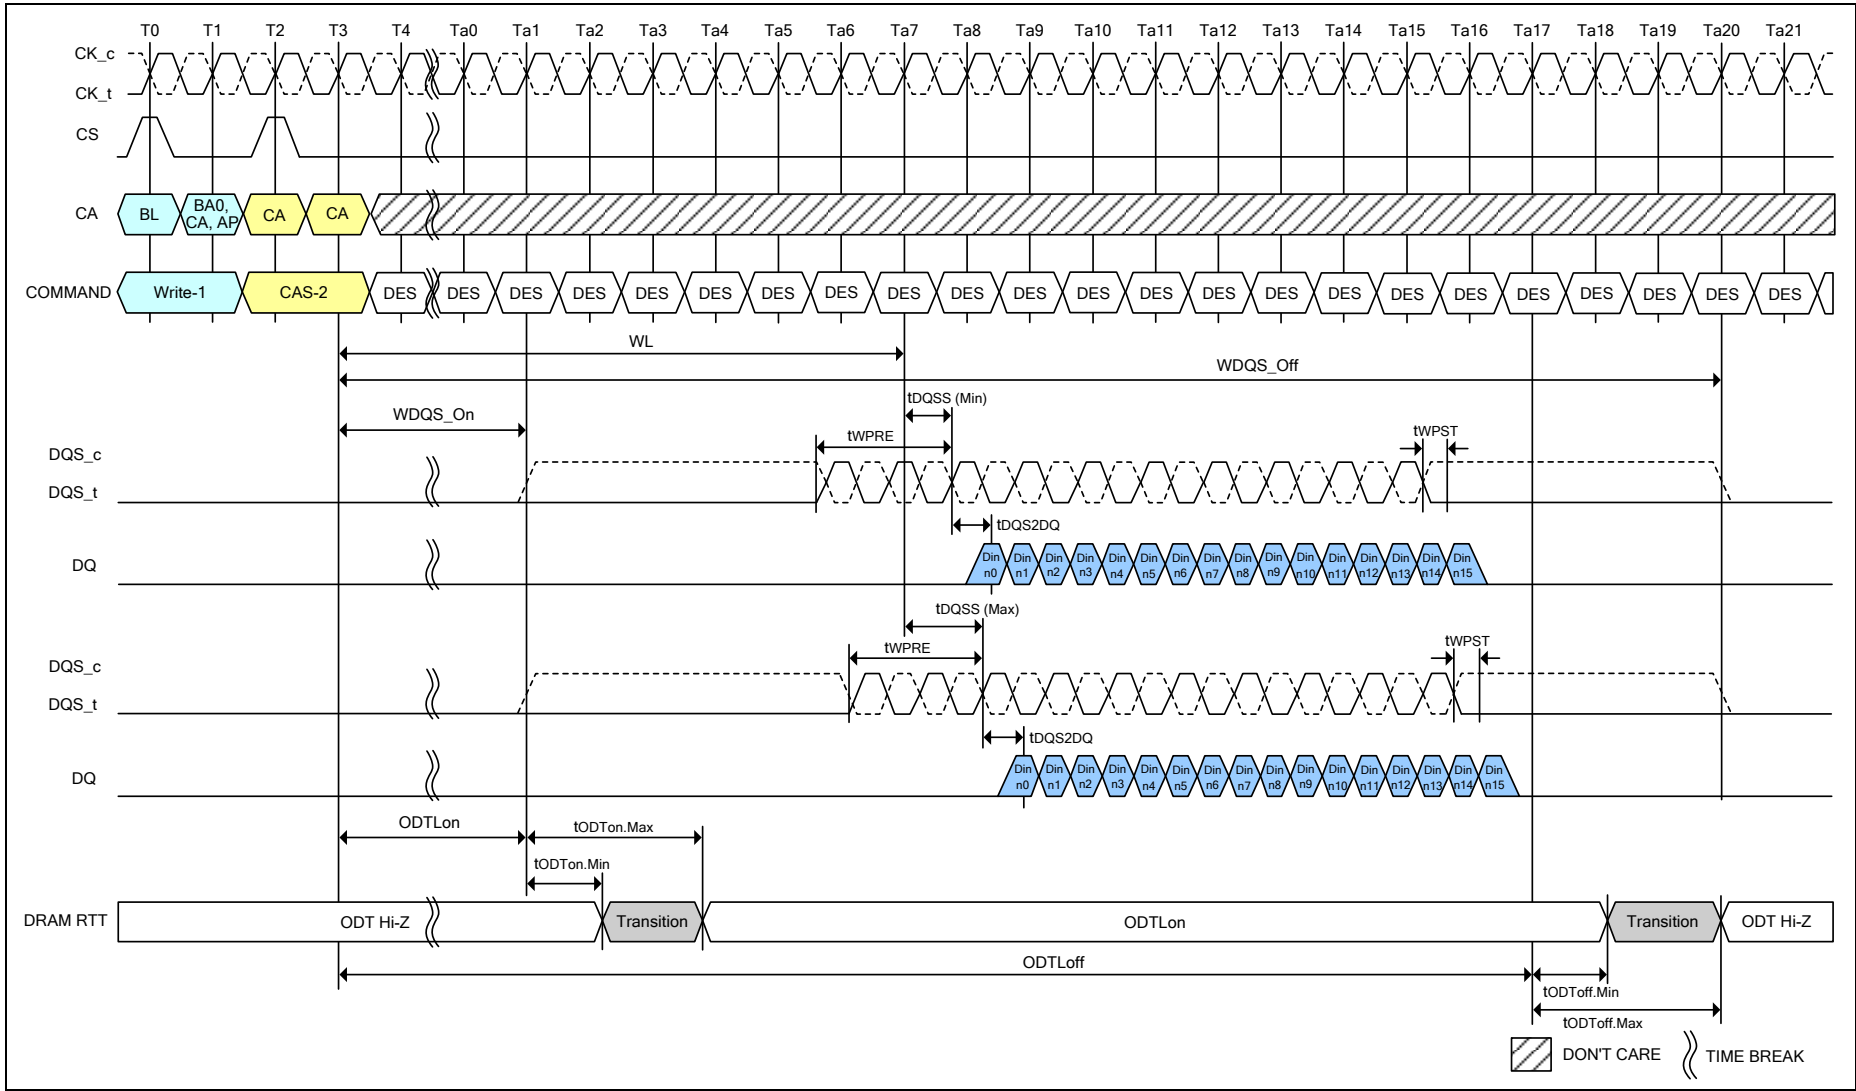 T0 T1 T2 T3 T4 Ta0 Ta1 Ta2 Ta3 Ta4 Ta5 Ta6 Ta7 Ta8 Ta9 Ta10 Ta11 Ta12 Ta13 Ta14 Ta15 Ta16 Ta17 Ta18 Ta19 Ta20 Ta21
CK_c
CK_t
CS
CA BL BA0, CA, AP CA CA
COMMAND Write-1 CAS-2 DES DES DES DES DES DES DES DES DES DES DES DES DES DES DES DES DES DES DES DES DES DES DES
WL
WDQS_Off
tDQSS (Min)
WDQS_On
tWPRE
tWPST
DQS_c
DQS_t
tDQS2DQ
DQ Din n0 Din n1 Din n2 Din n3 Din n4 Din n5 Din n6 Din n7 Din n8 Din n9 Din n10 Din n11 Din n12 Din n13 Din n14 Din n15
tDQSS (Max)
tWPRE
tWPST
DQS_c
DQS_t
tDQS2DQ
DQ Din n0 Din n1 Din n2 Din n3 Din n4 Din n5 Din n6 Din n7 Din n8 Din n9 Din n10 Din n11 Din n12 Din n13 Din n14 Din n15
ODTLon
tODTon.Max
tODTon.Min
DRAM RTT ODT Hi-Z Transition ODTLon Transition ODT Hi-Z
ODTLoff
tODToff.Min
tODToff.Max
DON'T CARE
TIME BREAK